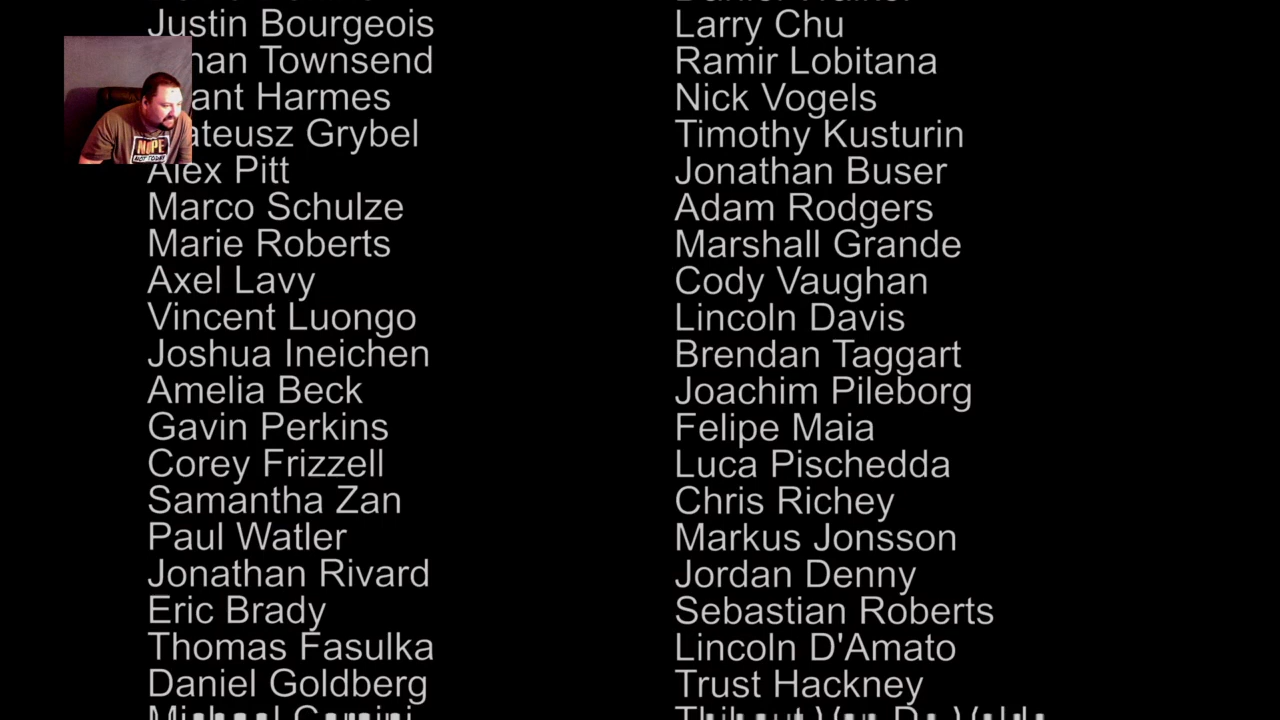 Justin Bourgeois
Townsend
Harmes
Grybel
Alex Pitt
Marco Schulze
Marie Roberts
Axel Lavy
Vincent Luongo
Joshua Ineichen
Amelia Beck
Gavin Perkins
Corey Frizzell
Samantha Zan
Paul Watler
Jonathan Rivard
Eric Brady
Thomas Fasulka
Daniel Goldberg
Larry Chu
Ramir Lobitana
Nick Vogels
Timothy Kusturin
Jonathan Buser
Adam Rodgers
Marshall Grande
Cody Vaughan
Lincoln Davis
Brendan Taggart
Joachim Pileborg
Felipe Maia
Luca Pischedda
Chris Richey
Markus Jonsson
Jordan Denny
Sebastian Roberts
Lincoln D'Amato
Trust Hackney
NOPE
NOT TODAY